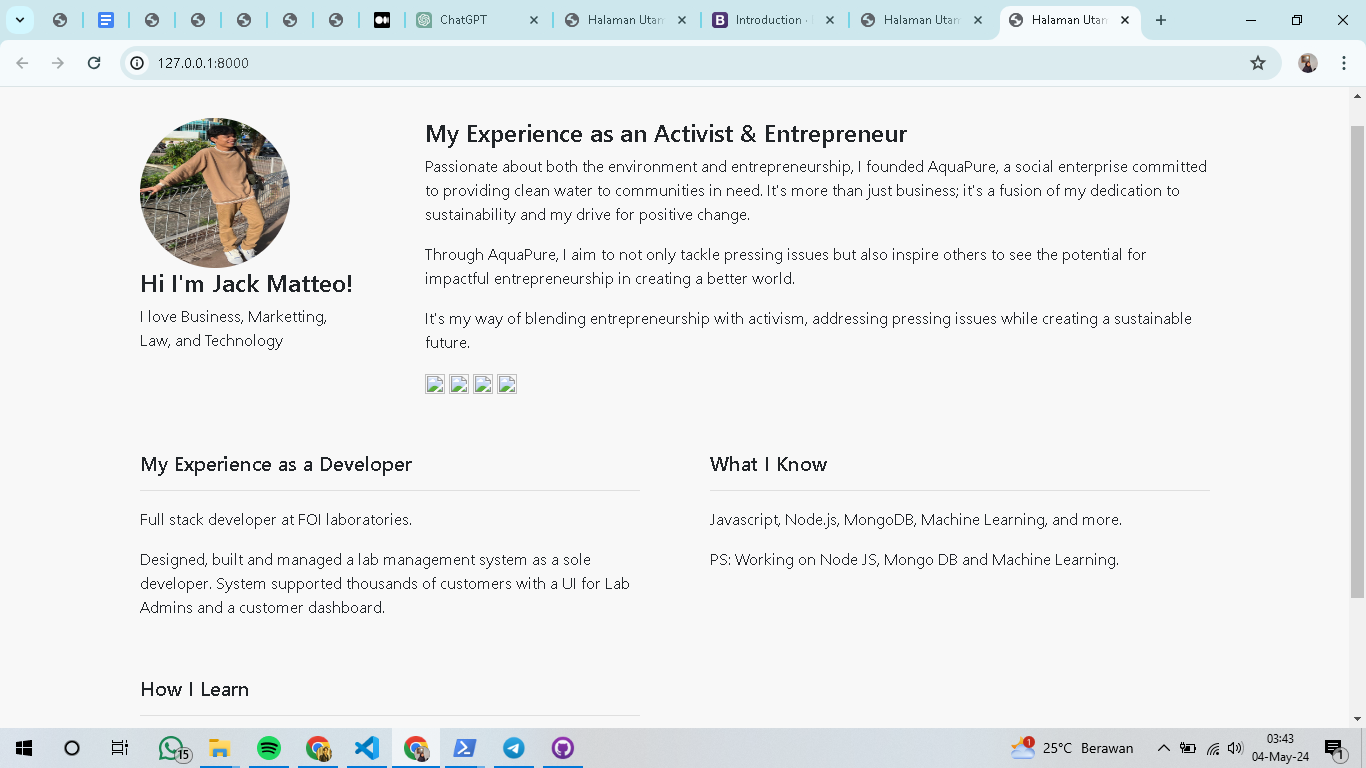 ChatGPT
Halaman Utam
Introduction ·
Halaman Utam
Halaman Utam
127.0.0.1:8000
My Experience as an Activist & Entrepreneur
Passionate about both the environment and entrepreneurship, I founded AquaPure, a social enterprise committed
to providing clean water to communities in need. It's more than just business; it's a fusion of my dedication to
sustainability and my drive for positive change.
Through AquaPure, I aim to not only tackle pressing issues but also inspire others to see the potential for
impactful entrepreneurship in creating a better world.
It's my way of blending entrepreneurship with activism, addressing pressing issues while creating a sustainable
future.
Hi I'm Jack Matteo!
I love Business, Marketting,
Law, and Technology
My Experience as a Developer
Full stack developer at FOI laboratories.
Designed, built and managed a lab management system as a sole
developer. System supported thousands of customers with a UI for Lab
Admins and a customer dashboard.
What I Know
Javascript, Node.js, MongoDB, Machine Learning, and more.
PS: Working on Node JS, Mongo DB and Machine Learning.
How I Learn
15
1
25°C Berawan
03:43
04-May-24
1